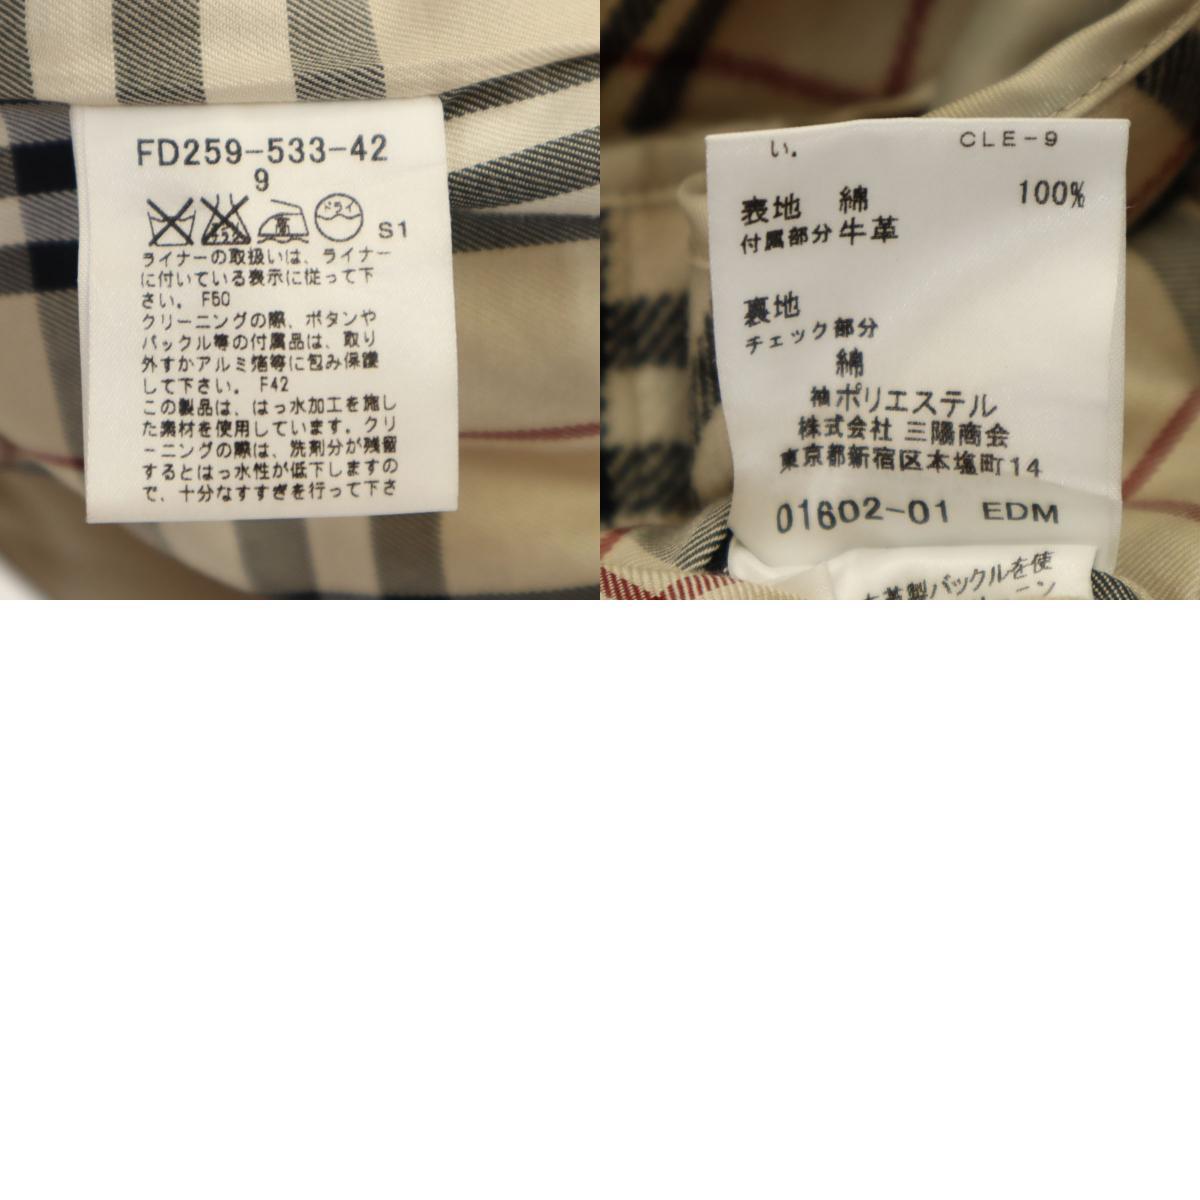 FD259-533-42
9
高 ドライ S1
ライナーの取扱いは、ライナー
に付いている表示に従って下
さい。 F50
クリーニングの際、ボタンや
バックル等の付属品は、取り
外すかアルミ箔等に包み保護
して下さい。 F42
この製品は、はっ水加工を施し
た素材を使用しています。クリ
ーニングの際は、洗剤分が残留
するとはっ水性が低下しますの
で、十分なすすぎを行って下さ
い。 CLE-9
表地 綿 100%
付属部分 牛革
裏地
チェック部分
綿
袖 ポリエステル
株式会社 三陽商会
東京都新宿区本塩町14
01602-01 EDM
革製バックルを使